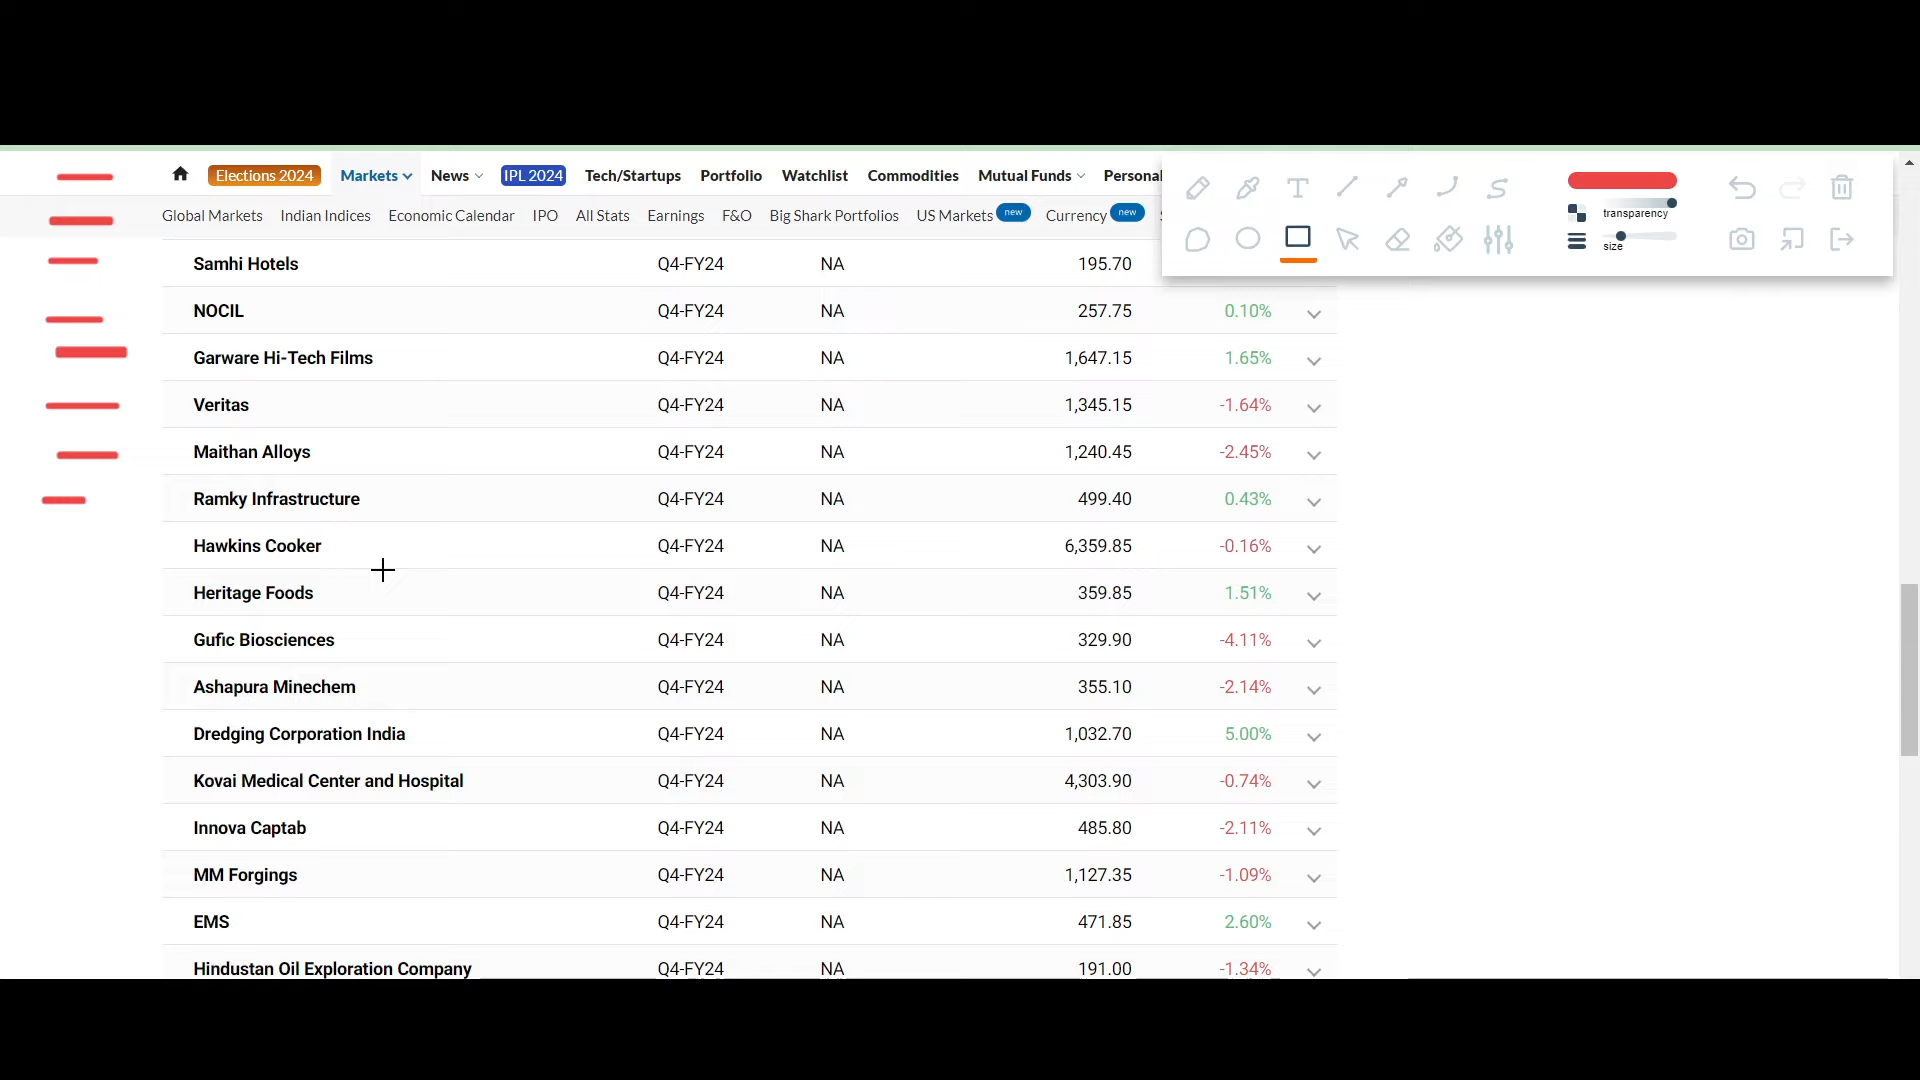 Elections 2024 Markets News IPL 2024 Tech/Startups Portfolio Watchlist Commodities Mutual Funds Personal
Global Markets Indian Indices Economic Calendar IPO All Stats Earnings F&O Big Shark Portfolios US Markets new Currency new
transparency
size
Samhi Hotels Q4-FY24 NA 195.70
NOCIL Q4-FY24 NA 257.75 0.10%
Garware Hi-Tech Films Q4-FY24 NA 1,647.15 1.65%
Veritas Q4-FY24 NA 1,345.15 -1.64%
Maithan Alloys Q4-FY24 NA 1,240.45 -2.45%
Ramky Infrastructure Q4-FY24 NA 499.40 0.43%
Hawkins Cooker Q4-FY24 NA 6,359.85 -0.16%
Heritage Foods Q4-FY24 NA 359.85 1.51%
Gufic Biosciences Q4-FY24 NA 329.90 -4.11%
Ashapura Minechem Q4-FY24 NA 355.10 -2.14%
Dredging Corporation India Q4-FY24 NA 1,032.70 5.00%
Kovai Medical Center and Hospital Q4-FY24 NA 4,303.90 -0.74%
Innova Captab Q4-FY24 NA 485.80 -2.11%
MM Forgings Q4-FY24 NA 1,127.35 -1.09%
EMS Q4-FY24 NA 471.85 2.60%
Hindustan Oil Exploration Company Q4-FY24 NA 191.00 -1.34%